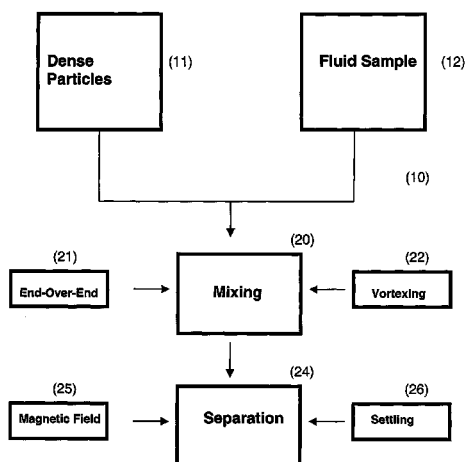 Dense
Particles
(11)
Fluid Sample
(12)
(10)
(20)
(21)
(22)
End-Over-End
Mixing
Vortexing
(24)
(25)
(26)
Magnetic Field
Separation
Settling